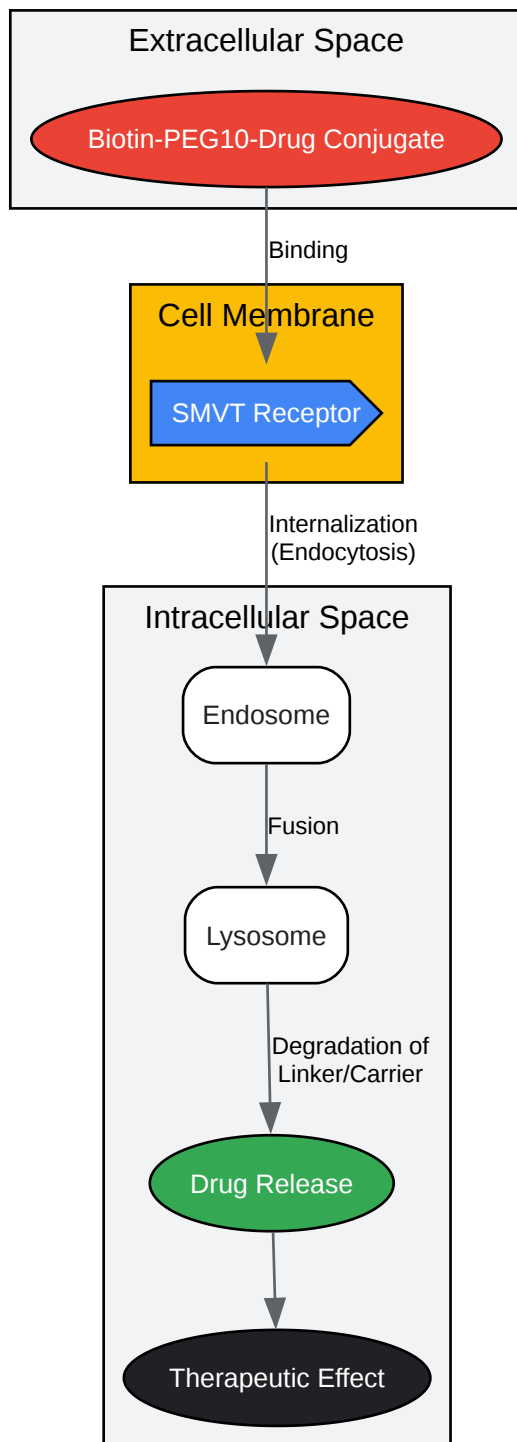 Extracellular Space
Biotin-PEG10-Drug Conjugate
Binding
Cell Membrane
SMVT Receptor
Internalization
(Endocytosis)
Intracellular Space
Endosome
Fusion
Lysosome
Degradation of
Linker/Carrier
Drug Release
Therapeutic Effect